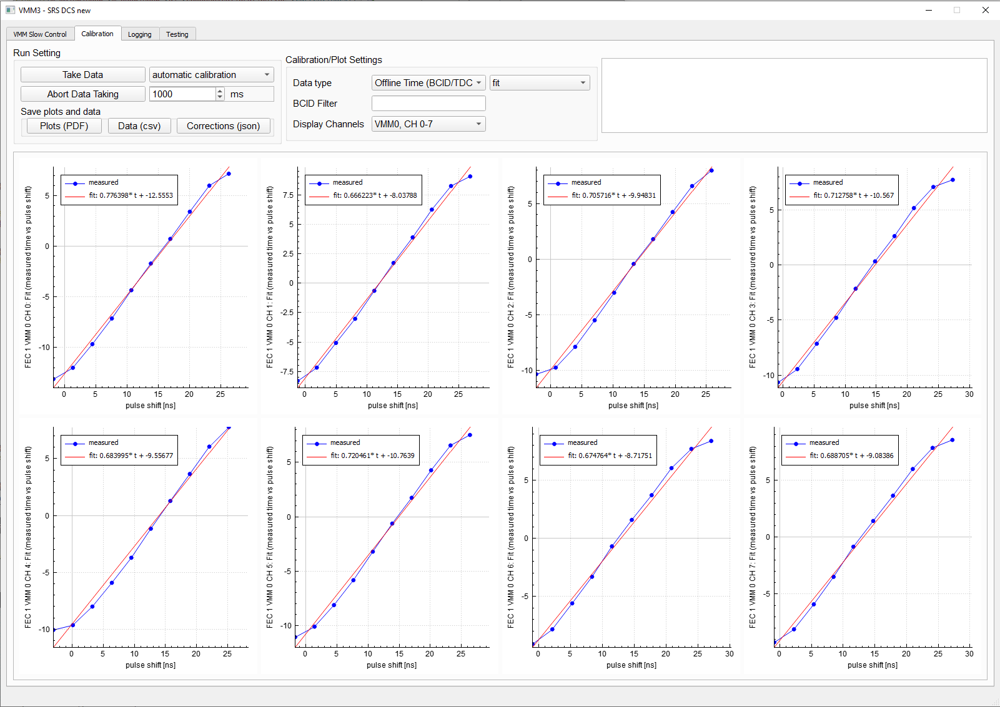 VMM3 - SRS DCS new
VMM Slow Control
Calibration
Logging
Testing
Run Setting
Take Data
automatic calibration
Abort Data Taking
1000
ms
Save plots and data
Plots (PDF)
Data (csv)
Corrections (json)
Calibration/Plot Settings
Data type
Offline Time (BCID/TDC
fit
BCID Filter
Display Channels
VMM0, CH 0-7
FEC 1 VMM 0 CH 0: Fit (measured time vs pulse shift)
measured
fit: 0.776398* t + -12.5553
5
0
-5
-10
0 5 10 15 20 25
pulse shift [ns]
FEC 1 VMM 0 CH 1: Fit (measured time vs pulse shift)
measured
fit: 0.666223* t + -8.03788
7.5
5
2.5
0
-2.5
-5
-7.5
0 5 10 15 20 25
pulse shift [ns]
FEC 1 VMM 0 CH 2: Fit (measured time vs pulse shift)
measured
fit: 0.705716* t + -9.94831
5
0
-5
-10
0 5 10 15 20 25
pulse shift [ns]
FEC 1 VMM 0 CH 3: Fit (measured time vs pulse shift)
measured
fit: 0.712758* t + -10.567
5
0
-5
-10
0 5 10 15 20 25 30
pulse shift [ns]
FEC 1 VMM 0 CH 4: Fit (measured time vs pulse shift)
measured
fit: 0.683995* t + -9.55677
5
0
-5
-10
0 5 10 15 20 25
pulse shift [ns]
FEC 1 VMM 0 CH 5: Fit (measured time vs pulse shift)
measured
fit: 0.720461* t + -10.7639
5
0
-5
-10
0 5 10 15 20 25
pulse shift [ns]
FEC 1 VMM 0 CH 6: Fit (measured time vs pulse shift)
measured
fit: 0.674764* t + -8.71751
5
0
-5
0 5 10 15 20 25 30
pulse shift [ns]
FEC 1 VMM 0 CH 7: Fit (measured time vs pulse shift)
measured
fit: 0.688705* t + -9.08386
5
0
-5
0 5 10 15 20 25 30
pulse shift [ns]